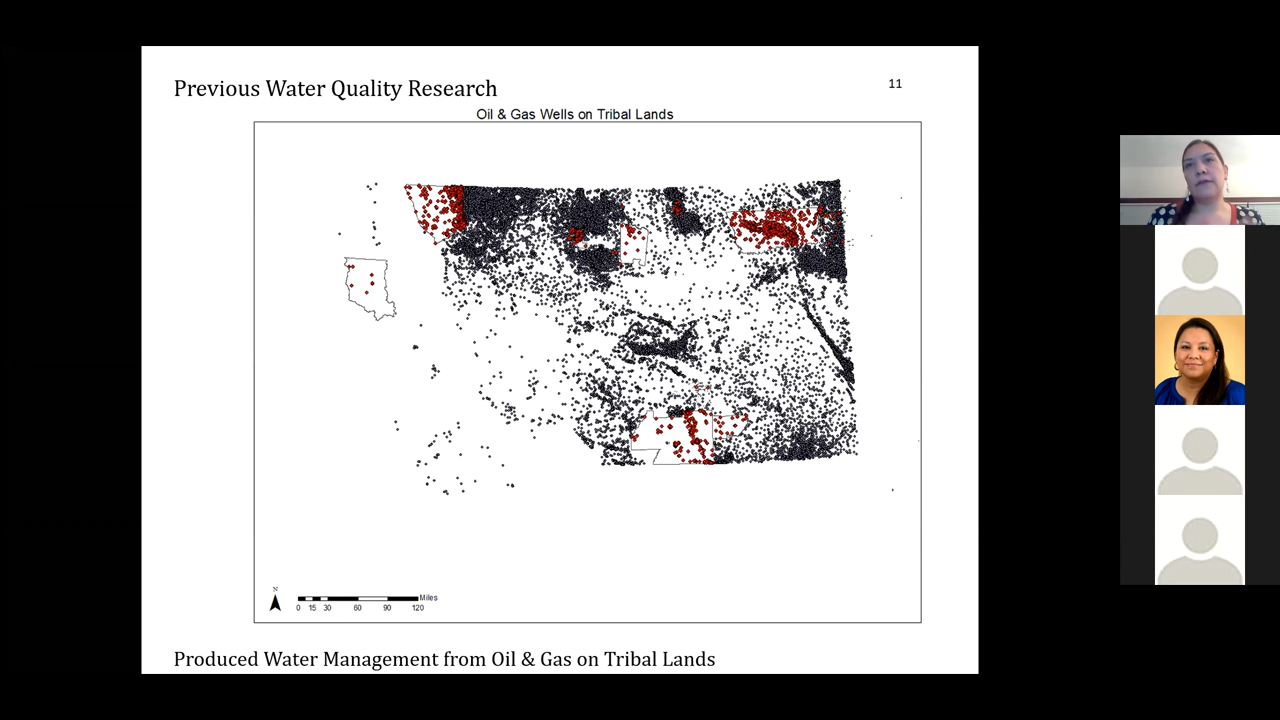 Previous Water Quality Research
11
Oil & Gas Wells on Tribal Lands
N
Miles
0 15 30 60 90 120
Produced Water Management from Oil & Gas on Tribal Lands